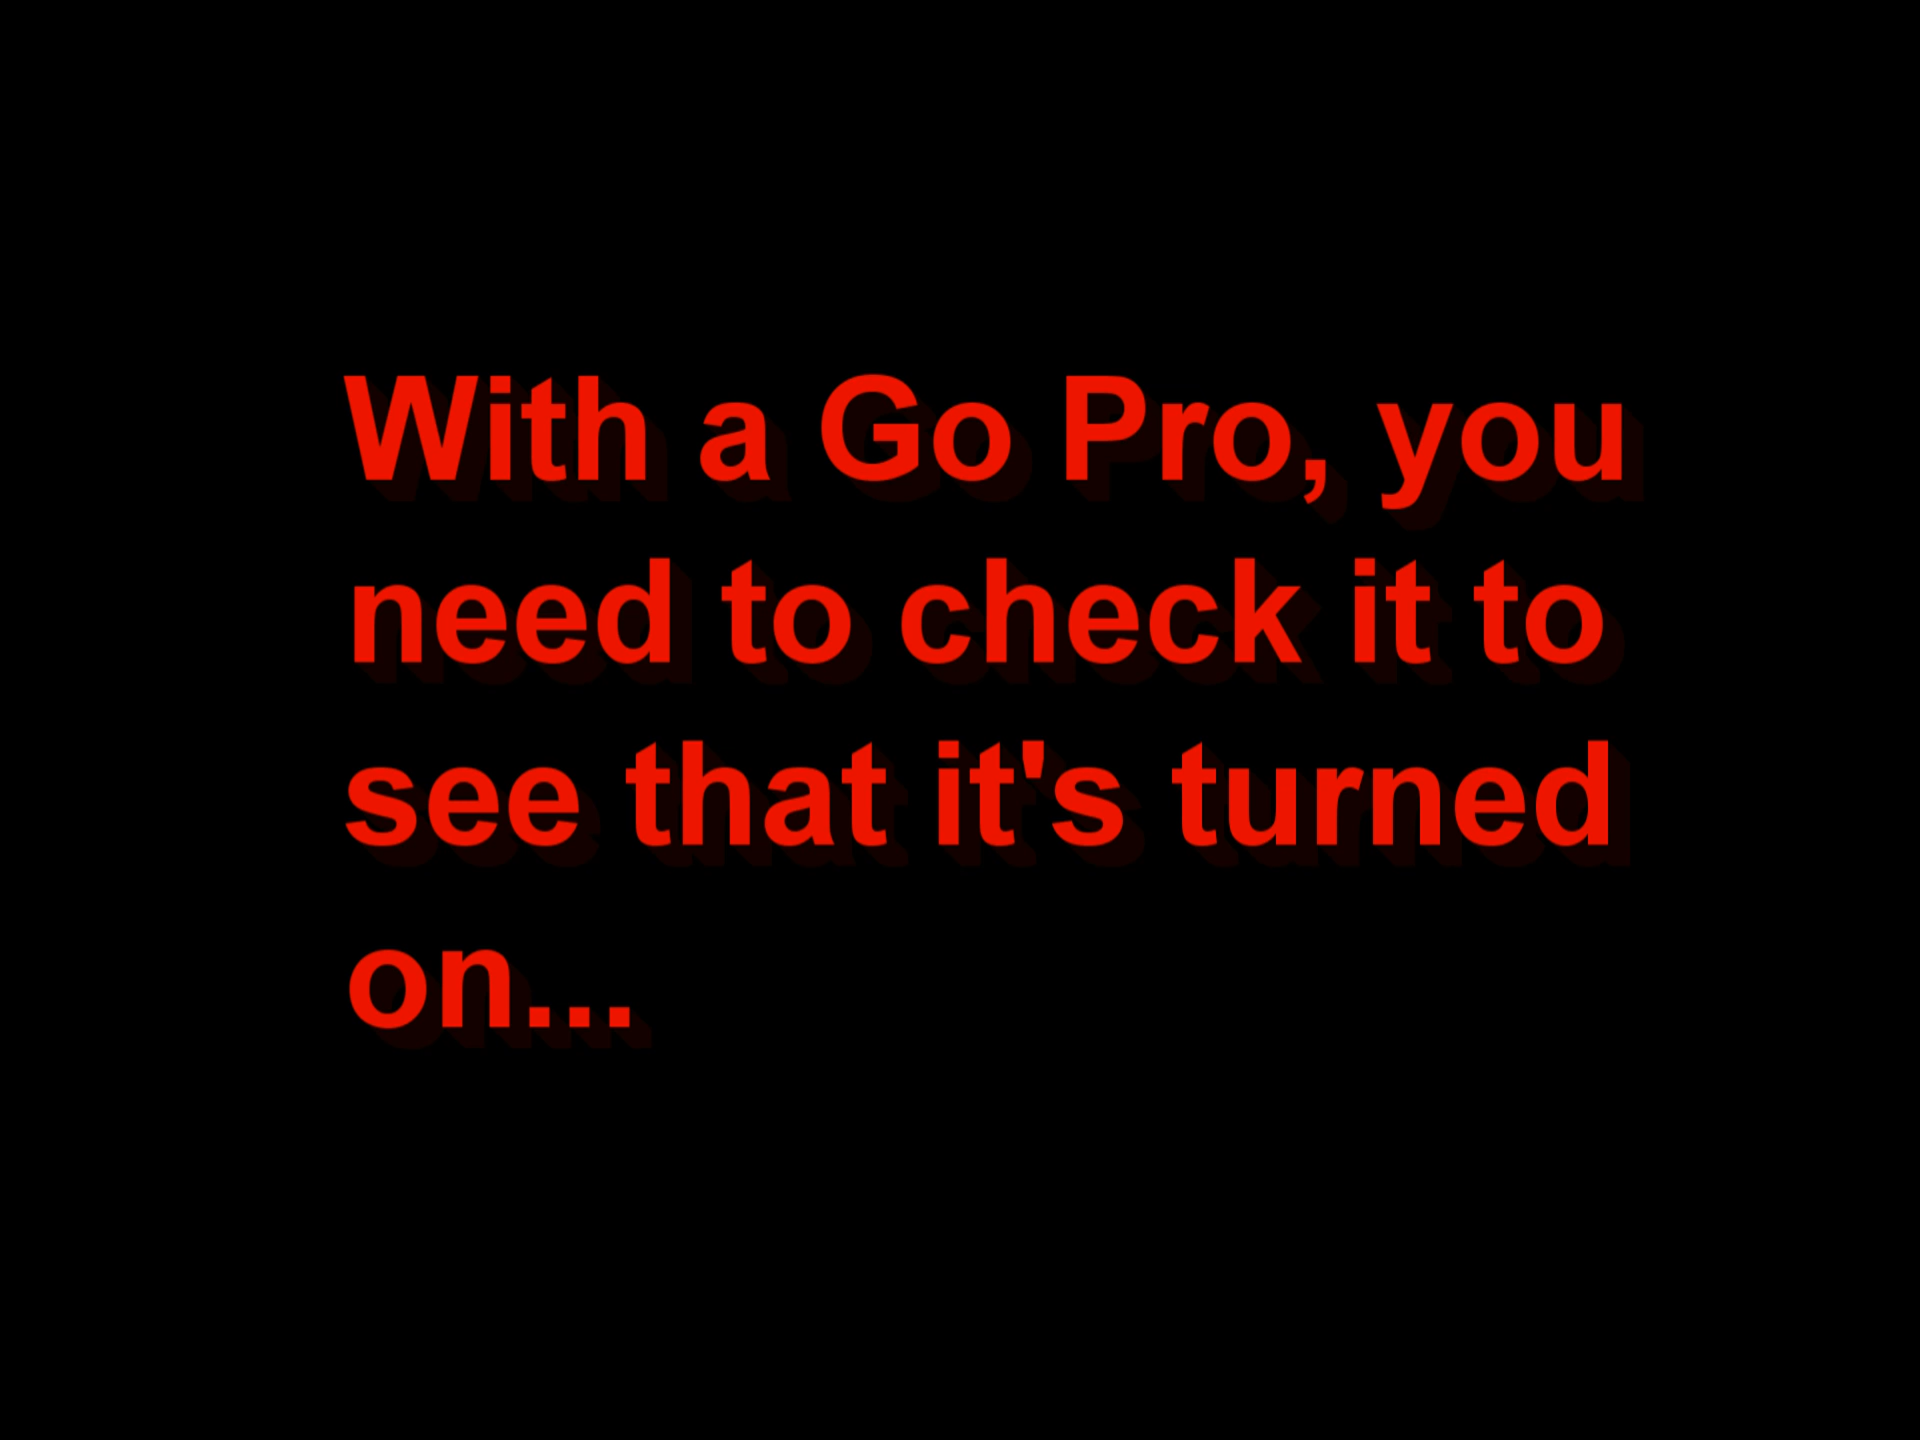 With a Go Pro, you
need to check it to
see that it's turned
on...